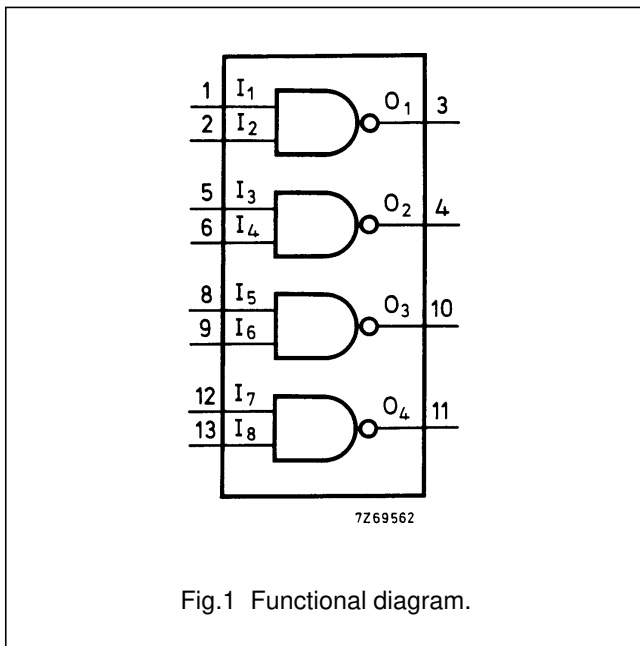 1 I₁
2 I₂
O₁ 3
5 I₃
6 I₄
O₂ 4
8 I₅
9 I₆
O₃ 10
12 I₇
13 I₈
O₄ 11
7Z69562
Fig.1 Functional diagram.